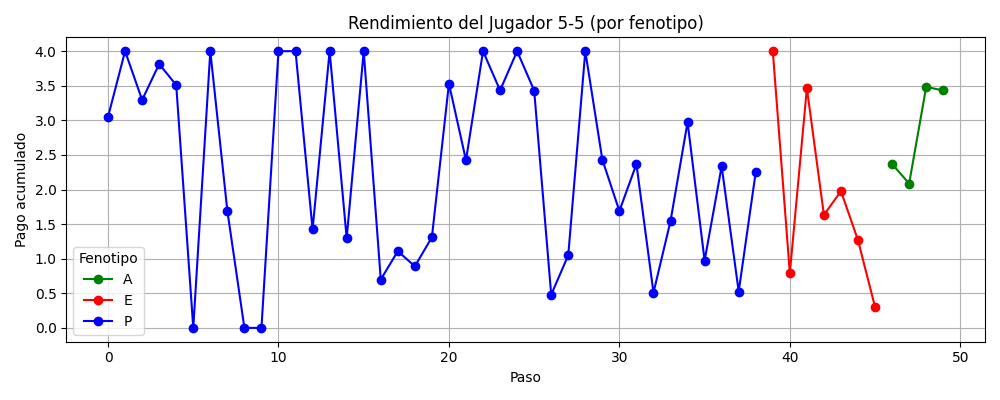 Rendimiento del Jugador 5-5 (por fenotipo)
Pago acumulado
4.0
3.5
3.0
2.5
2.0
1.5
1.0
0.5
0.0
Fenotipo
A
E
P
0 10 20 30 40 50
Paso